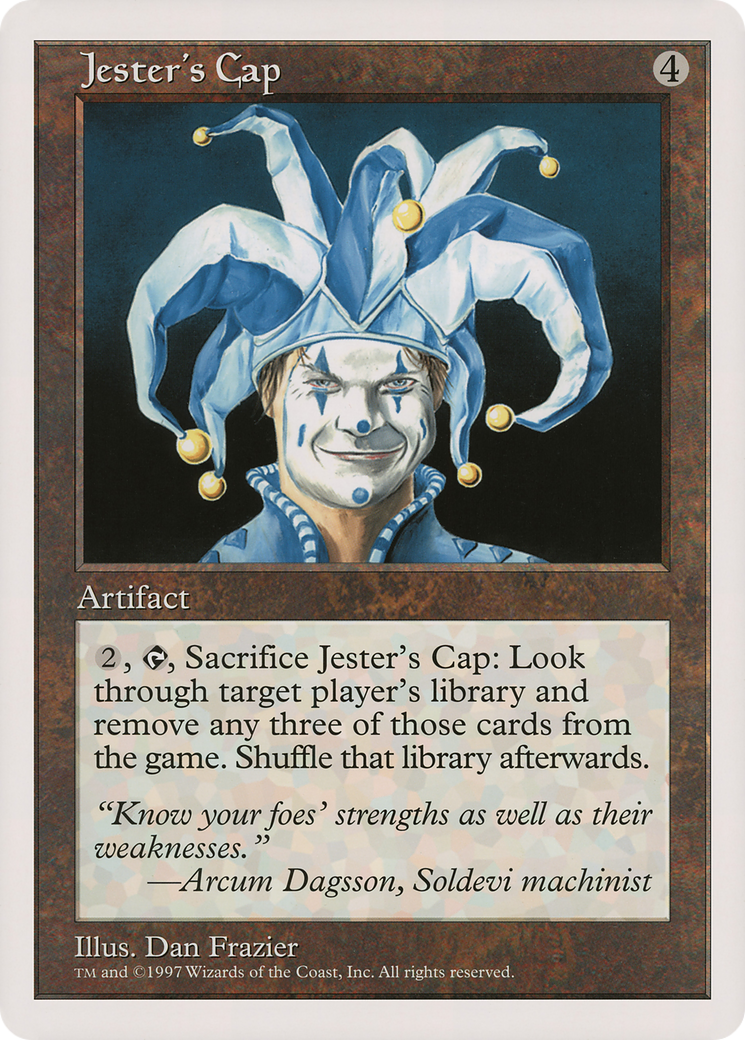 Jester's Cap
4
Artifact
2, , Sacrifice Jester's Cap: Look
through target player's library and
remove any three of those cards from
the game. Shuffle that library afterwards.
“Know your foes’ strengths as well as their
weaknesses.”
—Arcum Dagsson, Soldevi machinist
Illus. Dan Frazier
TM and ©1997 Wizards of the Coast, Inc. All rights reserved.